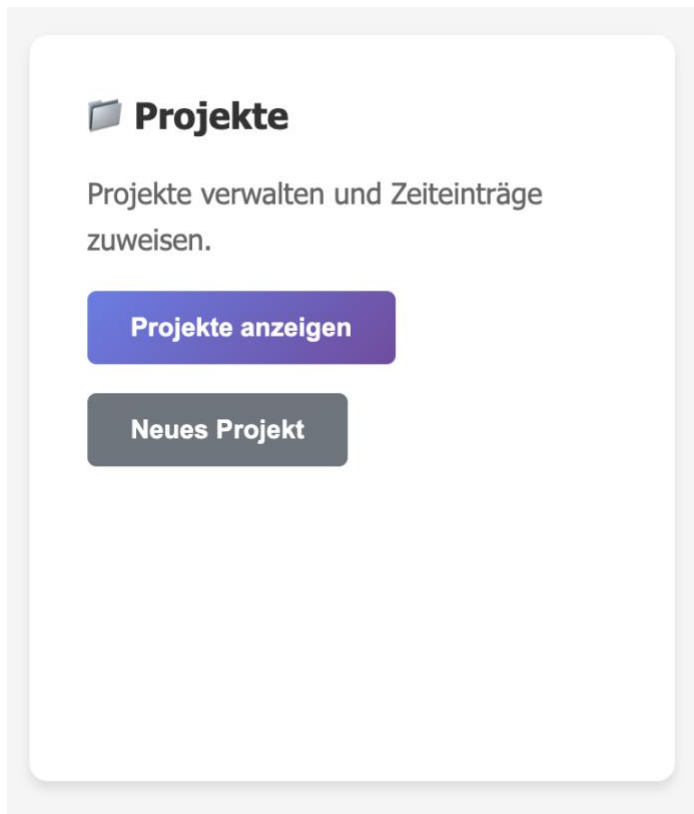 Projekte
Projekte verwalten und Zeiteinträge
zuweisen.
Projekte anzeigen
Neues Projekt